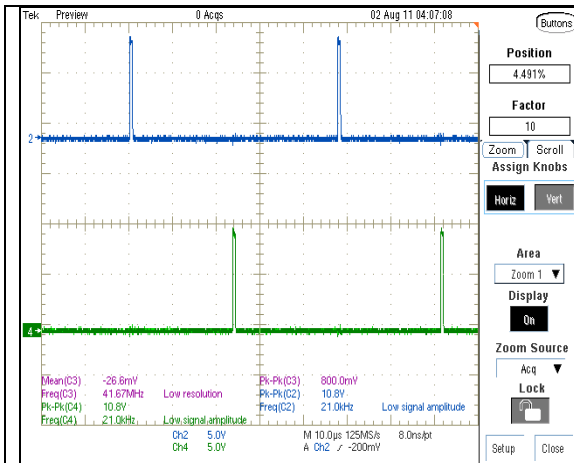 Tek Preview 0 Acqs 02 Aug 11 04:07:08
Buttons
Position
4.491%
Factor
10
Zoom Scroll
Assign Knobs
Horiz Vert
2
Area
Zoom 1
Display
On
4
Zoom Source
Acq
Lock
Mean(C3) -26.6mV Pk-Pk(C3) 800.0mV
Freq(C3) 41.67MHz Low resolution Pk-Pk(C2) 10.8V
Pk-Pk(C4) 10.8V Freq(C2) 21.0kHz Low signal amplitude
Freq(C4) 21.0kHz Low signal amplitude
Ch2 5.0V M 10.0µs 125MS/s 8.0ns/pt
Ch4 5.0V A Ch2 ⁄ -200mV
Setup Close